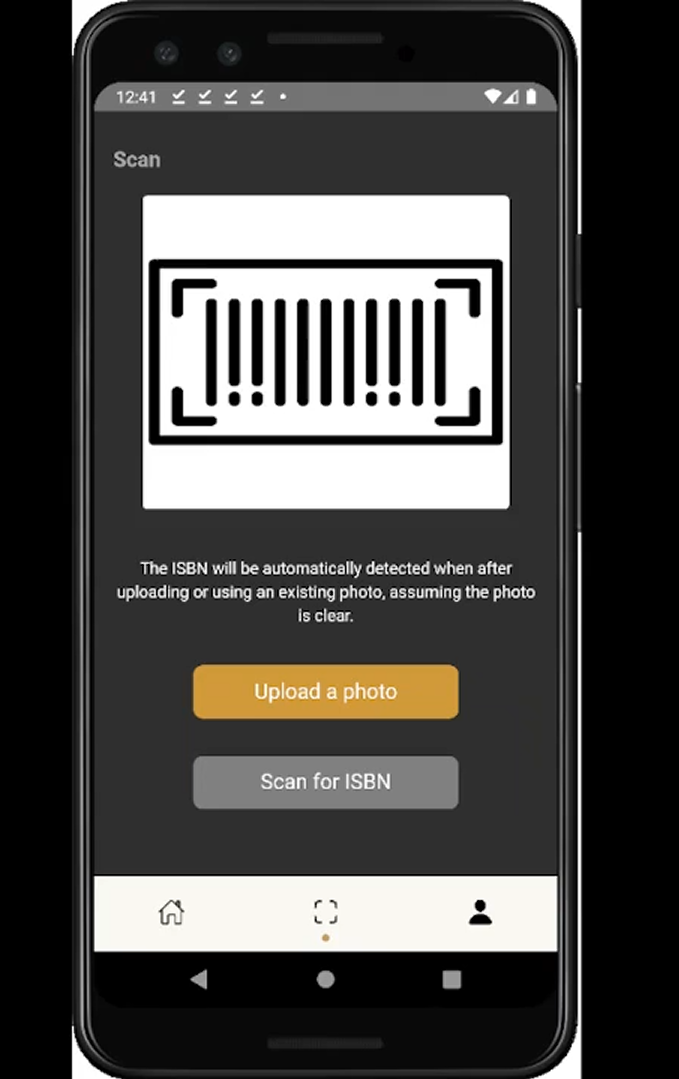 12:41
Scan
The ISBN will be automatically detected when after
uploading or using an existing photo, assuming the photo
is clear.
Upload a photo
Scan for ISBN